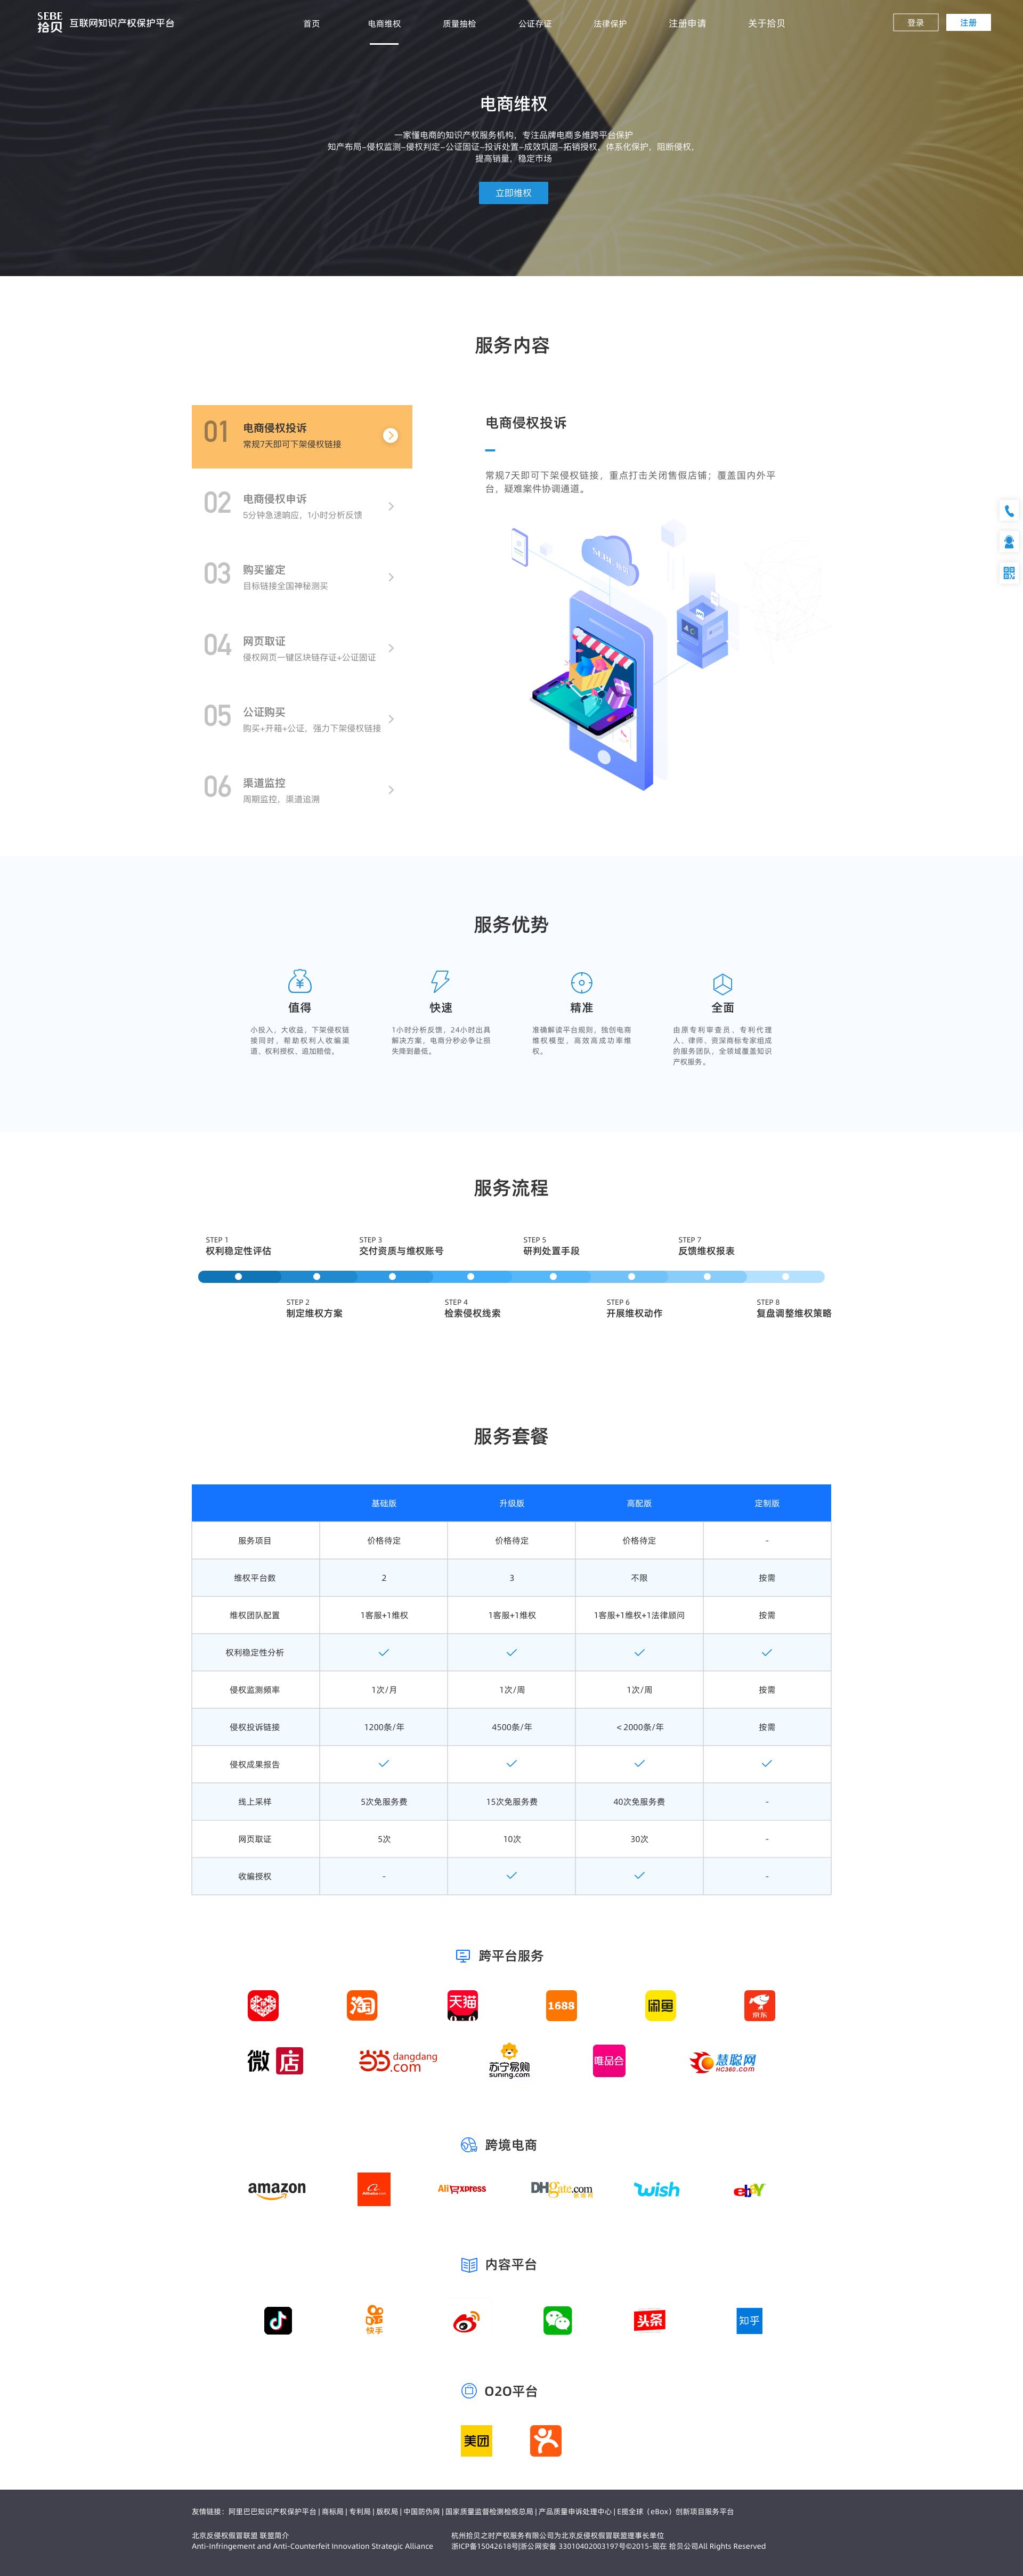 SEBE
拾贝
互联网知识产权保护平台
首页
电商维权
质量抽检
公证存证
法律保护
注册申请
关于拾贝
登录
注册
电商维权
一家懂电商的知识产权服务机构，专注品牌电商多维跨平台保护
知产布局–侵权监测–侵权判定–公证固证–投诉处置–成效巩固–拓销授权、体系化保护，阻断侵权、
提高销量，稳定市场
立即维权
服务内容
01
电商侵权投诉
常规7天即可下架侵权链接
02
电商侵权申诉
5分钟急速响应，1小时分析反馈
03
购买鉴定
目标链接全国神秘测买
04
网页取证
侵权网页一键区块链存证+公证固证
05
公证购买
购买+开箱+公证，强力下架侵权链接
06
渠道监控
周期监控，渠道追溯
电商侵权投诉
常规7天即可下架侵权链接，重点打击关闭售假店铺；覆盖国内外平
台，疑难案件协调通道。
SEBE 拾贝
服务优势
值得
小投入，大收益，下架侵权链
接同时，帮助权利人收编渠
道、权利授权、追加赔偿。
快速
1小时分析反馈，24小时出具
解决方案，电商分秒必争让损
失降到最低。
精准
准确解读平台规则，独创电商
维权模型，高效高成功率维
权。
全面
由原专利审查员、专利代理
人、律师、资深商标专家组成
的服务团队，全领域覆盖知识
产权服务。
服务流程
STEP 1
权利稳定性评估
STEP 3
交付资质与维权账号
STEP 5
研判处置手段
STEP 7
反馈维权报表
STEP 2
制定维权方案
STEP 4
检索侵权线索
STEP 6
开展维权动作
STEP 8
复盘调整维权策略
服务套餐
基础版 升级版 高配版 定制版
服务项目 价格待定 价格待定 价格待定 -
维权平台数 2 3 不限 按需
维权团队配置 1客服+1维权 1客服+1维权 1客服+1维权+1法律顾问 按需
权利稳定性分析
侵权监测频率 1次/月 1次/周 1次/周 按需
侵权投诉链接 1200条/年 4500条/年 ＜2000条/年 按需
侵权成果报告
线上采样 5次免服务费 15次免服务费 40次免服务费 -
网页取证 5次 10次 30次 -
收编授权 - -
跨平台服务
淘
天猫
1688
闲鱼
京东
微店
当当 dangdang
.com
苏宁易购
suning.com
唯品会
慧聪网
HC360.com
跨境电商
amazon
Alibaba.com
AliExpress
DHgate.com
敦煌网
wish
ebay
内容平台
快手
头条
知乎
O2O平台
美团
友情链接：阿里巴巴知识产权保护平台 | 商标局 | 专利局 | 版权局 | 中国防伪网 | 国家质量监督检测检疫总局 | 产品质量申诉处理中心 | E揽全球（eBox）创新项目服务平台
北京反侵权假冒联盟 联盟简介
Anti-Infringement and Anti-Counterfeit Innovation Strategic Alliance
杭州拾贝之时产权服务有限公司为北京反侵权假冒联盟理事长单位
浙ICP备15042618号|浙公网安备 33010402003197号©2015-现在 拾贝公司All Rights Reserved